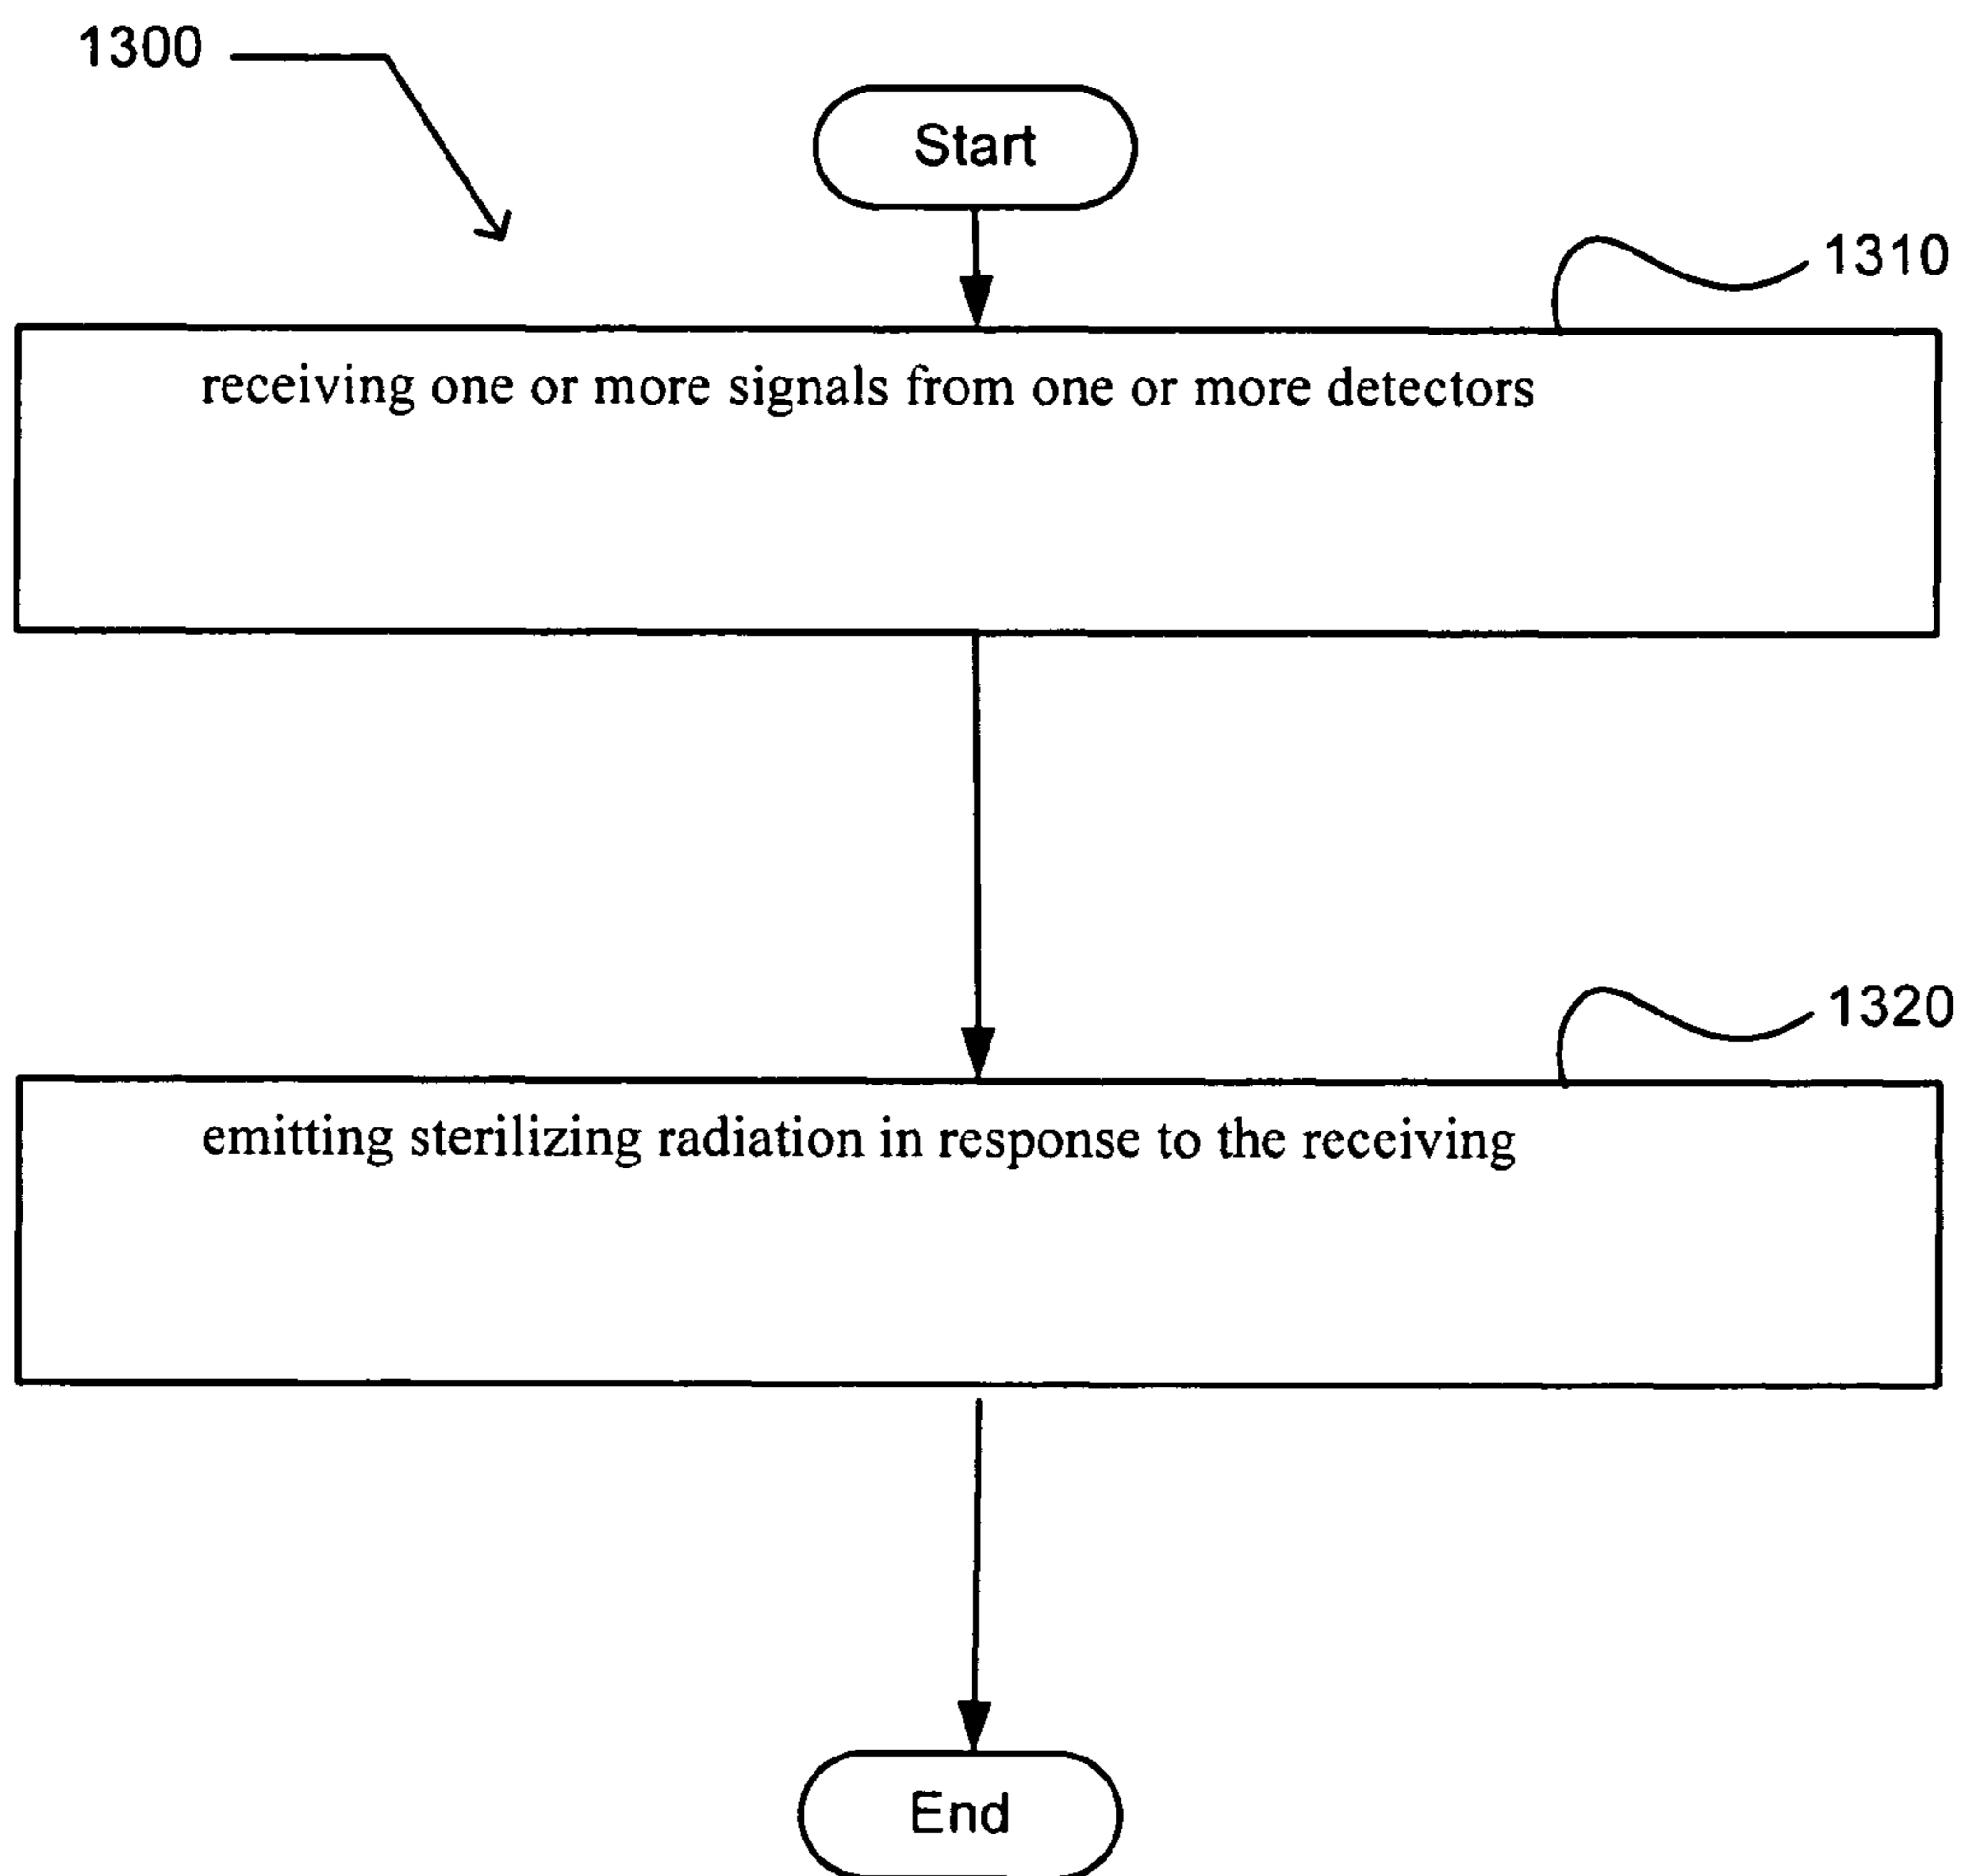 1300
Start
1310
receiving one or more signals from one or more detectors
1320
emitting sterilizing radiation in response to the receiving
End